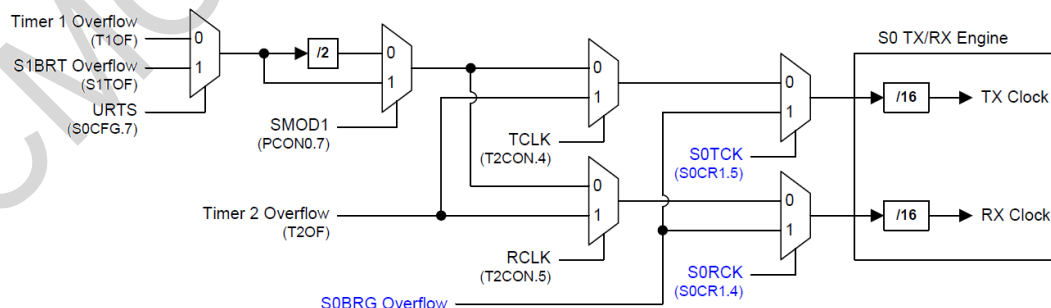 Timer 1 Overflow
(T1OF)
0
S1BRT Overflow
(S1TOF)
1
URTS
(S0CFG.7)
/2
0
1
SMOD1
(PCON0.7)
0
1
TCLK
(T2CON.4)
0
1
S0TCK
(S0CR1.5)
S0 TX/RX Engine
/16
TX Clock
Timer 2 Overflow
(T2OF)
0
1
RCLK
(T2CON.5)
0
1
S0RCK
(S0CR1.4)
/16
RX Clock
S0BRG Overflow